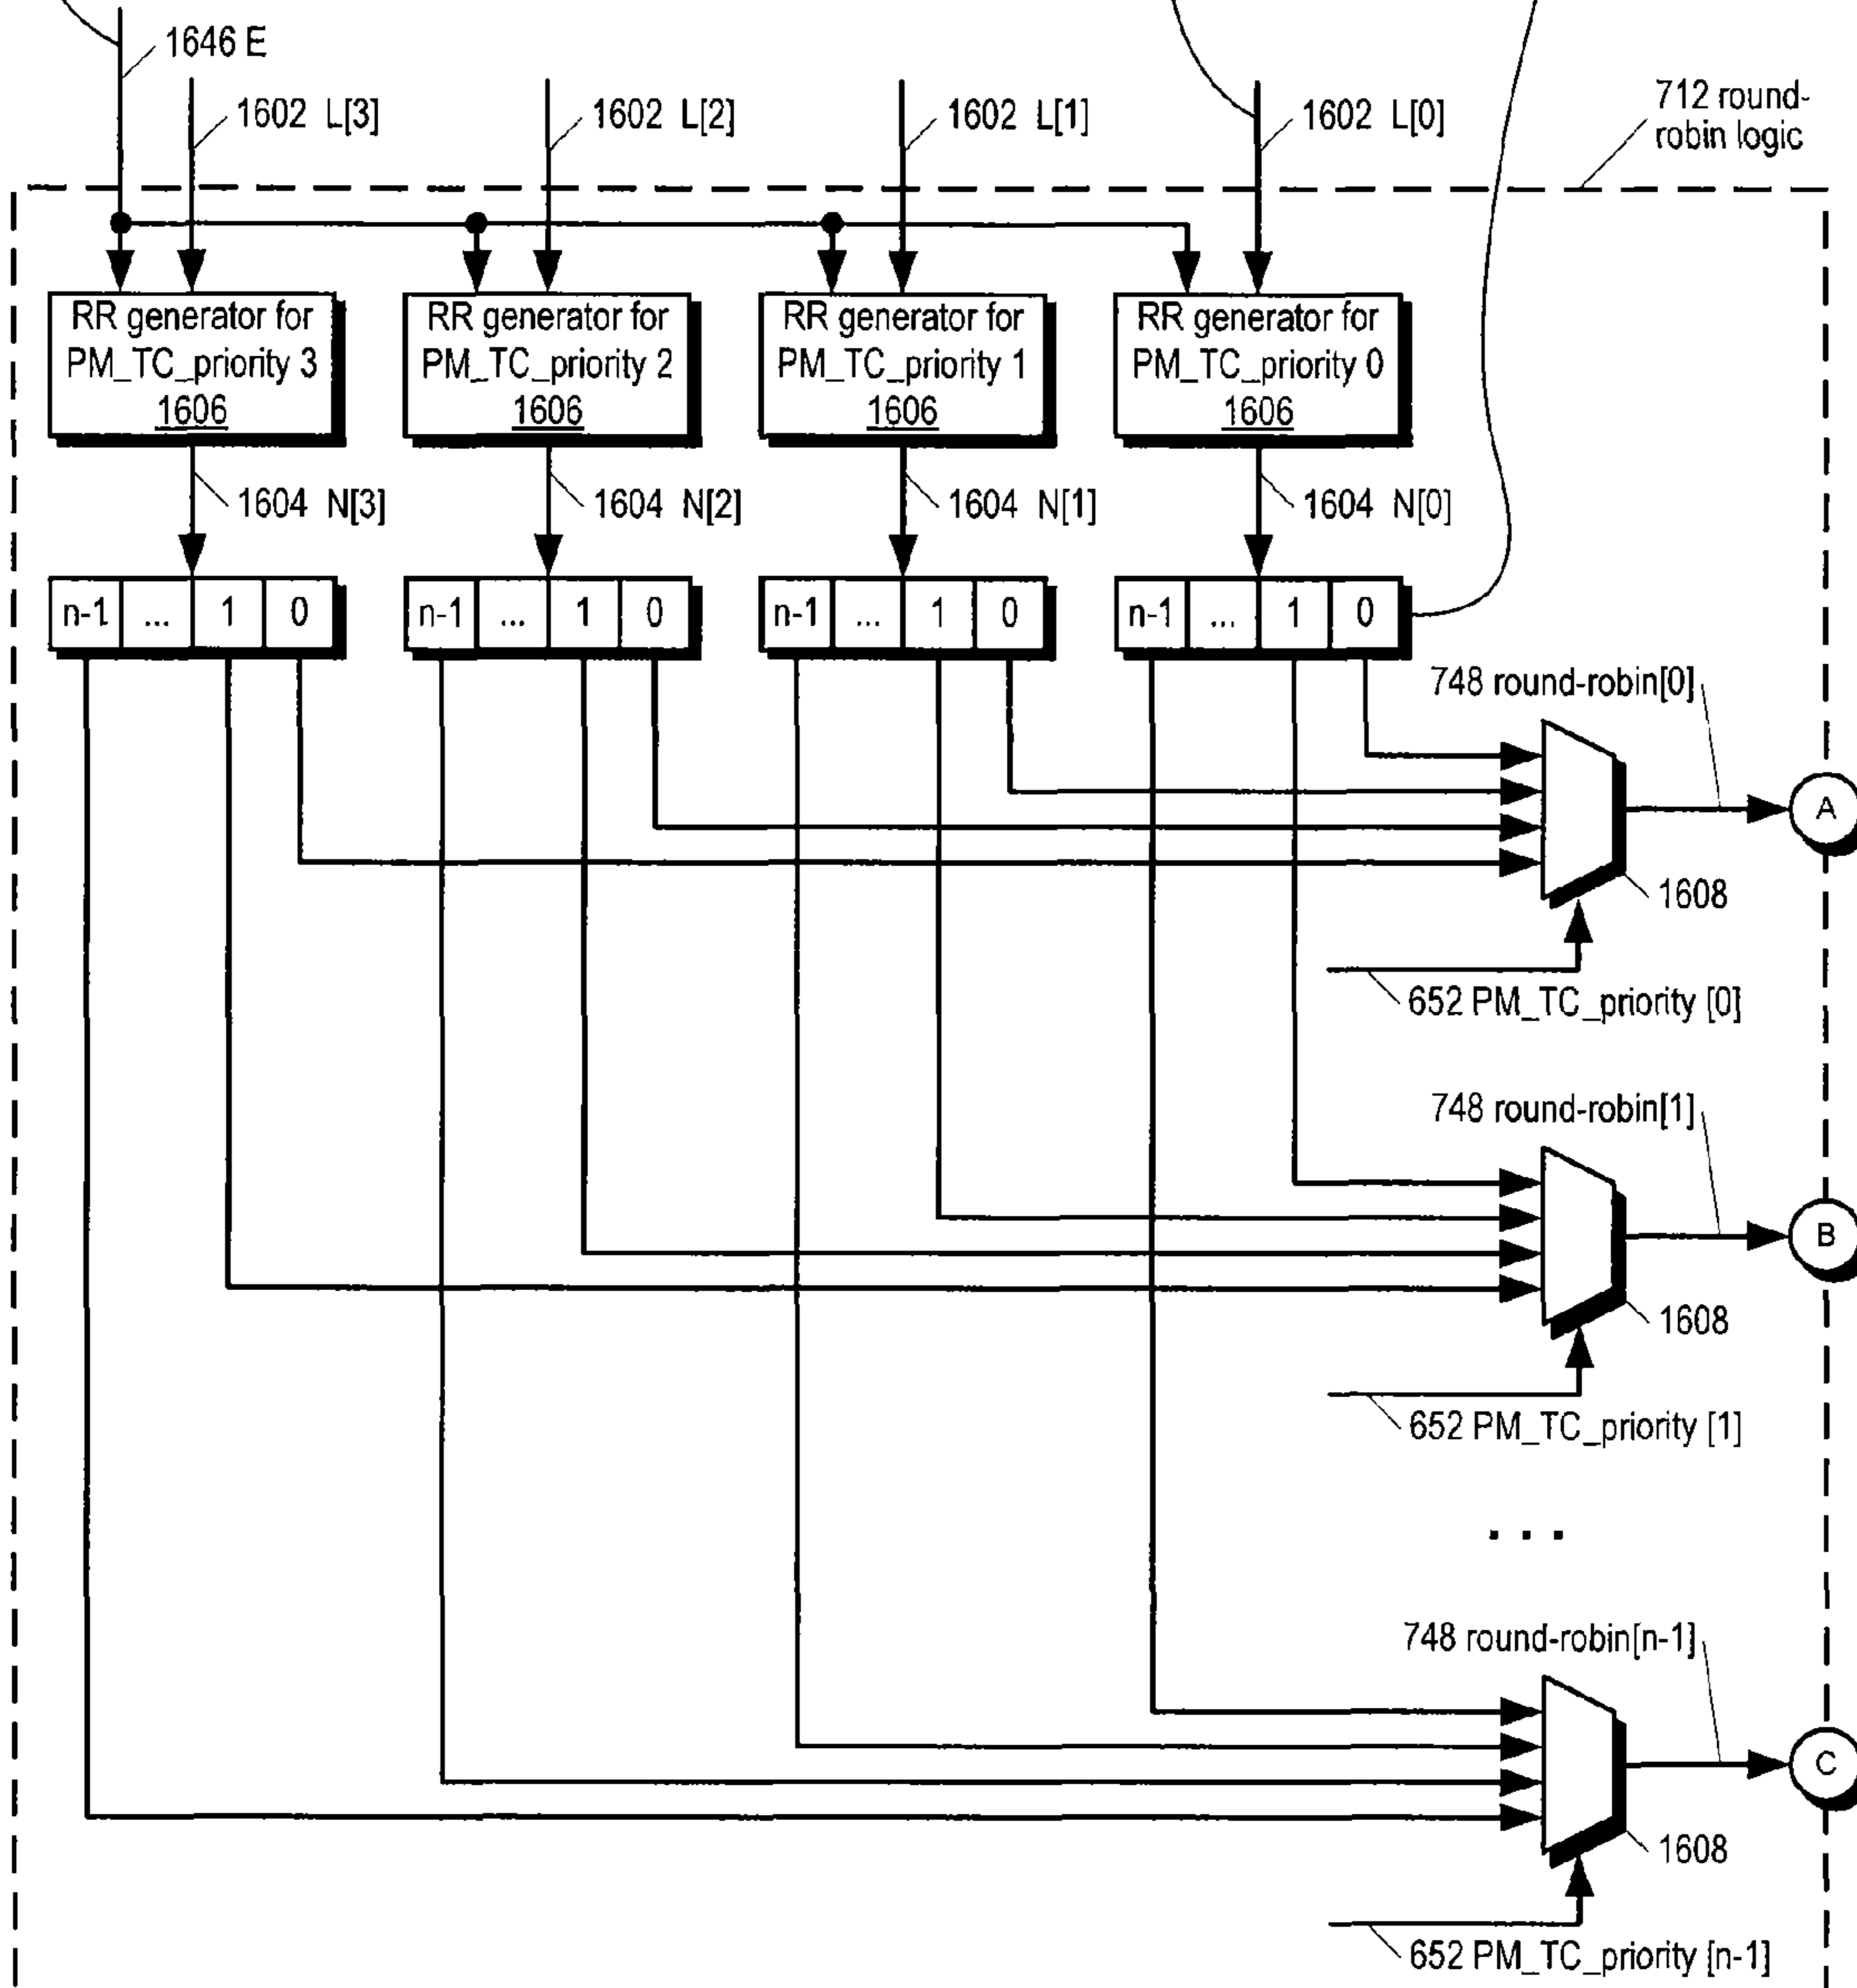 1646 E
1602 L[3]
1602 L[2]
1602 L[1]
1602 L[0]
712 round-
robin logic
RR generator for
PM_TC_priority 3
1606
RR generator for
PM_TC_priority 2
1606
RR generator for
PM_TC_priority 1
1606
RR generator for
PM_TC_priority 0
1606
1604 N[3]
1604 N[2]
1604 N[1]
1604 N[0]
n-1 ... 1 0
n-1 ... 1 0
n-1 ... 1 0
n-1 ... 1 0
748 round-robin[0]
A
1608
652 PM_TC_priority [0]
748 round-robin[1]
B
1608
652 PM_TC_priority [1]
...
748 round-robin[n-1]
C
1608
652 PM_TC_priority [n-1]